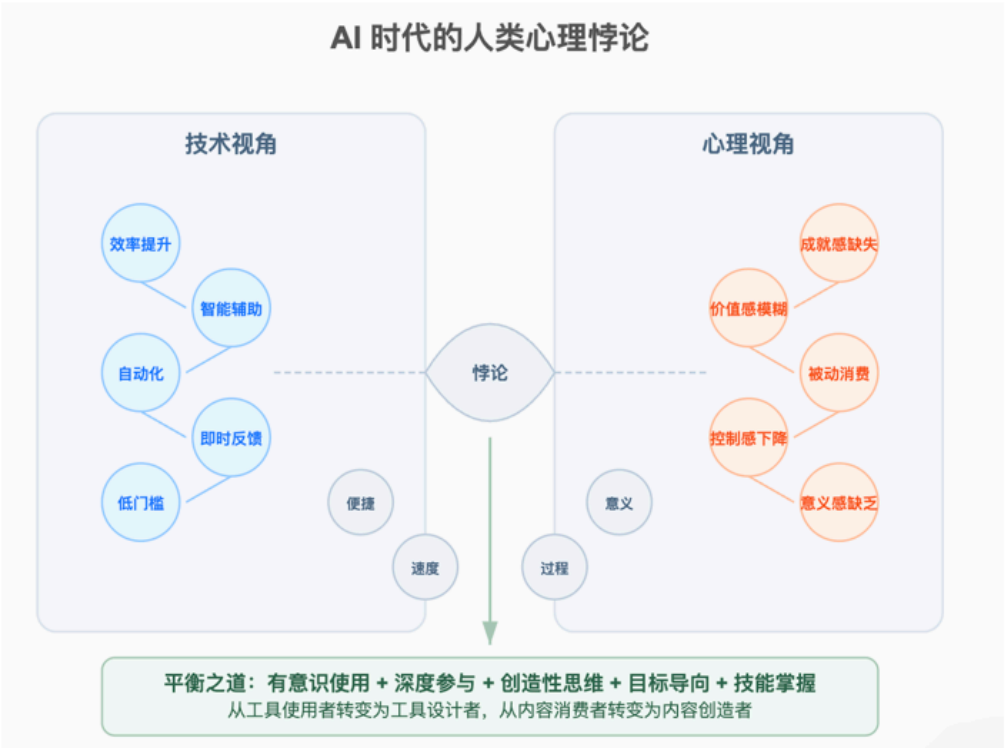 AI 时代的人类心理悖论
技术视角
效率提升
智能辅助
自动化
即时反馈
低门槛
便捷
速度
悖论
心理视角
成就感缺失
价值感模糊
被动消费
控制感下降
意义感缺乏
意义
过程
平衡之道：有意识使用 + 深度参与 + 创造性思维 + 目标导向 + 技能掌握
从工具使用者转变为工具设计者，从内容消费者转变为内容创造者